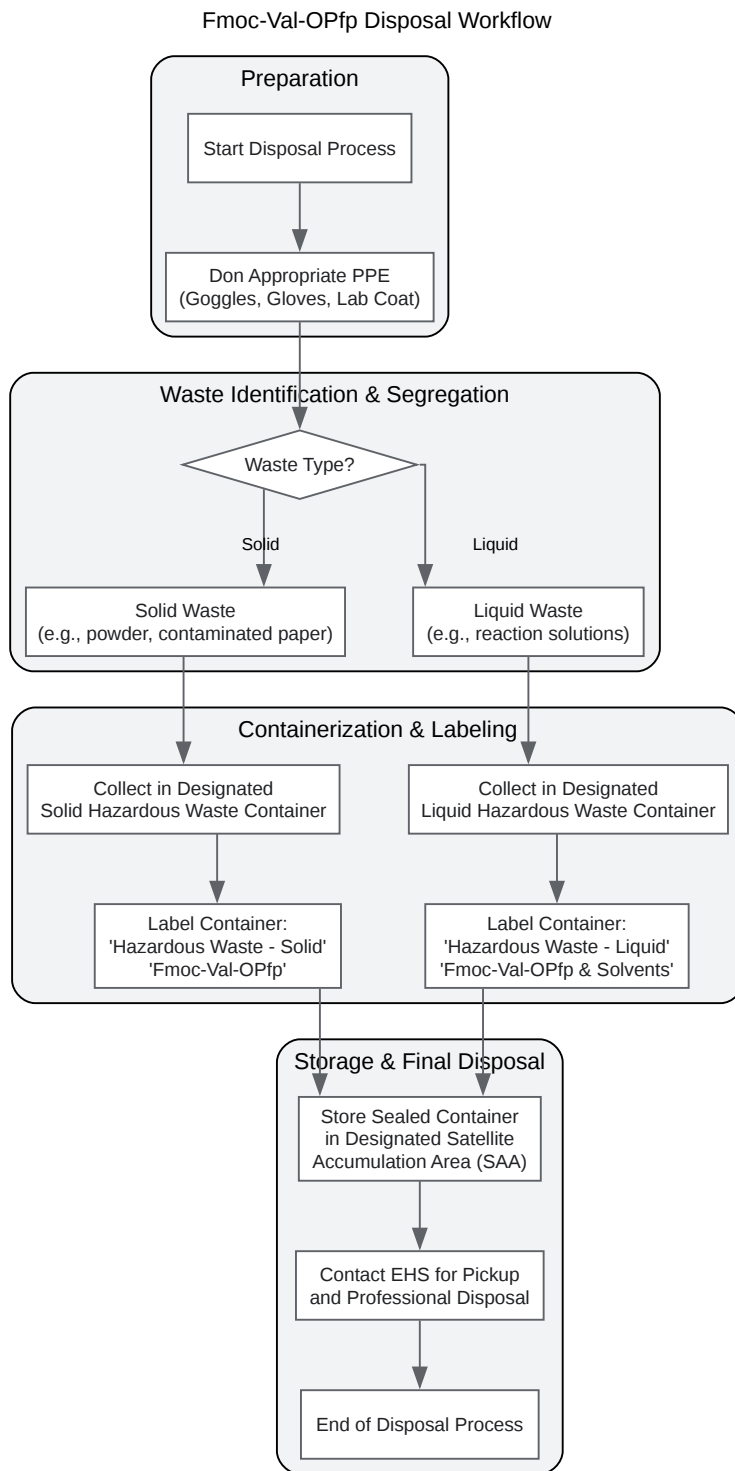 Fmoc-Val-OPfp Disposal Workflow
Preparation
Start Disposal Process
Don Appropriate PPE
(Goggles, Gloves, Lab Coat)
Waste Identification & Segregation
Waste Type?
Solid
Liquid
Solid Waste
(e.g., powder, contaminated paper)
Liquid Waste
(e.g., reaction solutions)
Containerization & Labeling
Collect in Designated
Solid Hazardous Waste Container
Collect in Designated
Liquid Hazardous Waste Container
Label Container:
'Hazardous Waste - Solid'
'Fmoc-Val-OPfp'
Label Container:
'Hazardous Waste - Liquid'
'Fmoc-Val-OPfp & Solvents'
Storage & Final Disposal
Store Sealed Container
in Designated Satellite
Accumulation Area (SAA)
Contact EHS for Pickup
and Professional Disposal
End of Disposal Process